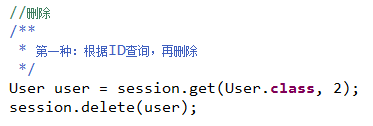 //删除
/**
 * 第一种：根据ID查询，再删除
 */
User user = session.get(User.class, 2);
session.delete(user);